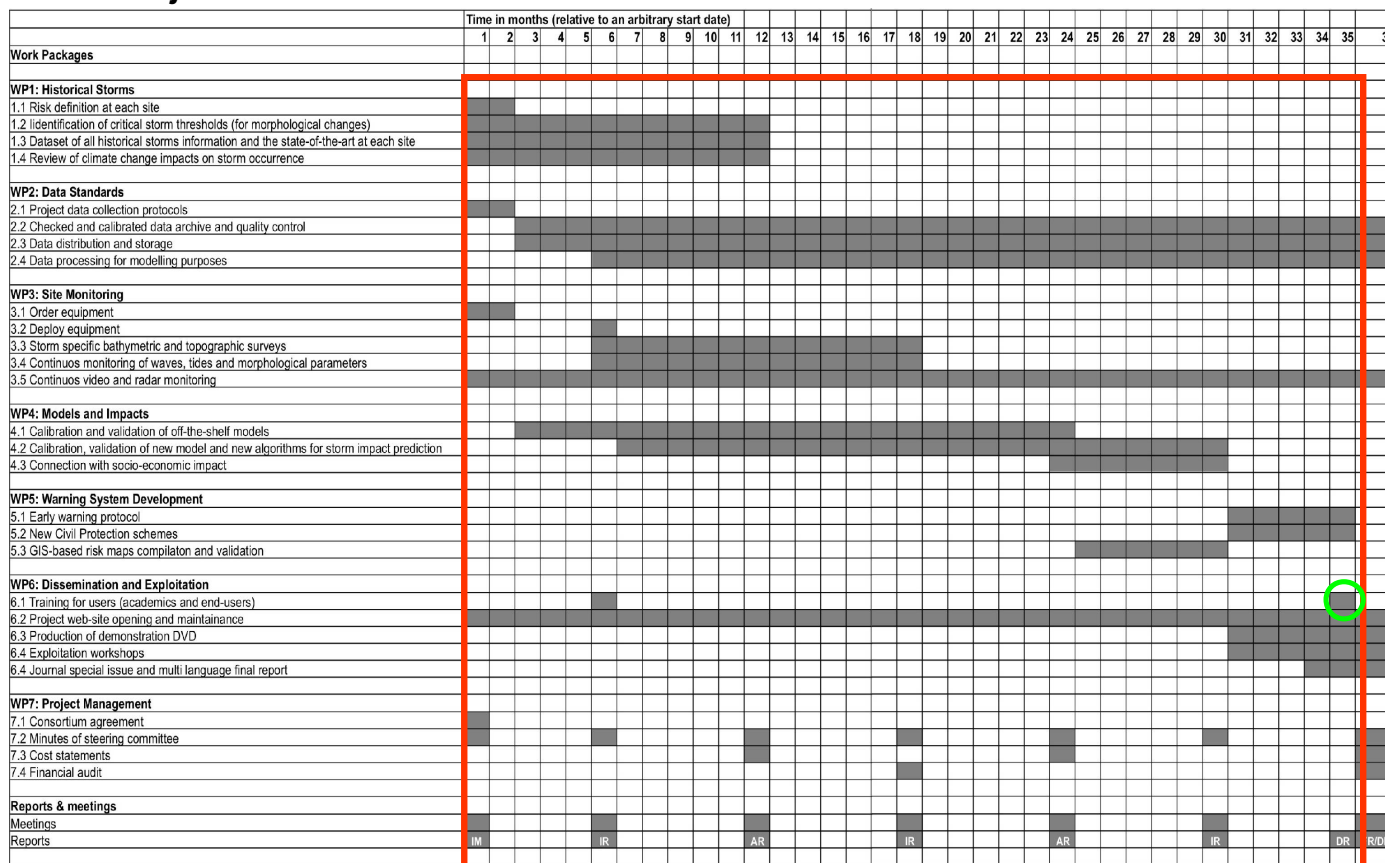 Time in months (relative to an arbitrary start date)
1 2 3 4 5 6 7 8 9 10 11 12 13 14 15 16 17 18 19 20 21 22 23 24 25 26 27 28 29 30 31 32 33 34 35 3
Work Packages
WP1: Historical Storms
1.1 Risk definition at each site
1.2 Iidentification of critical storm thresholds (for morphological changes)
1.3 Dataset of all historical storms information and the state-of-the-art at each site
1.4 Review of climate change impacts on storm occurrence
WP2: Data Standards
2.1 Project data collection protocols
2.2 Checked and calibrated data archive and quality control
2.3 Data distribution and storage
2.4 Data processing for modelling purposes
WP3: Site Monitoring
3.1 Order equipment
3.2 Deploy equipment
3.3 Storm specific bathymetric and topographic surveys
3.4 Continuos monitoring of waves, tides and morphological parameters
3.5 Continuos video and radar monitoring
WP4: Models and Impacts
4.1 Calibration and validation of off-the-shelf models
4.2 Calibration, validation of new model and new algorithms for storm impact prediction
4.3 Connection with socio-economic impact
WP5: Warning System Development
5.1 Early warning protocol
5.2 New Civil Protection schemes
5.3 GIS-based risk maps compilaton and validation
WP6: Dissemination and Exploitation
6.1 Training for users (academics and end-users)
6.2 Project web-site opening and maintainance
6.3 Production of demonstration DVD
6.4 Exploitation workshops
6.4 Journal special issue and multi language final report
WP7: Project Management
7.1 Consortium agreement
7.2 Minutes of steering committee
7.3 Cost statements
7.4 Financial audit
Reports & meetings
Meetings
Reports IM IR AR IR AR IR DR R/D